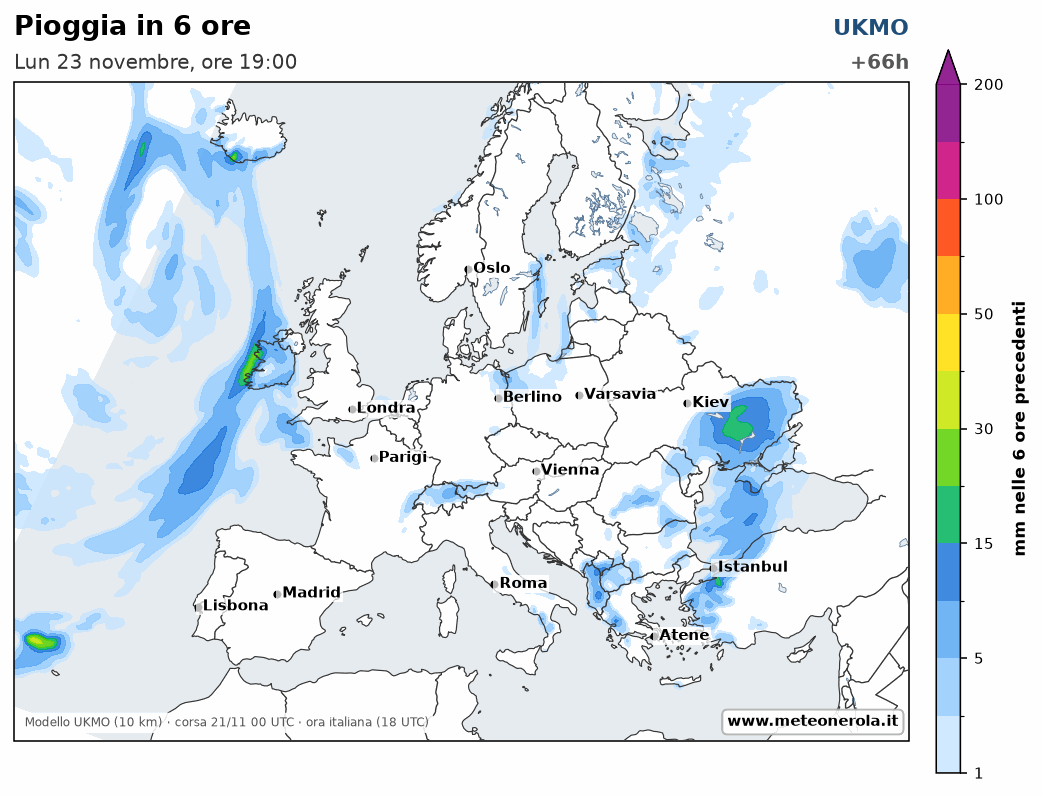 Pioggia in 6 ore
UKMO
Lun 23 novembre, ore 19:00
+66h
200
100
50
30
15
5
1
mm nelle 6 ore precedenti
Oslo
Berlino
Varsavia
Kiev
Londra
Parigi
Vienna
Istanbul
Roma
Madrid
Lisbona
Atene
Modello UKMO (10 km) · corsa 21/11 00 UTC · ora italiana (18 UTC)
www.meteonerola.it